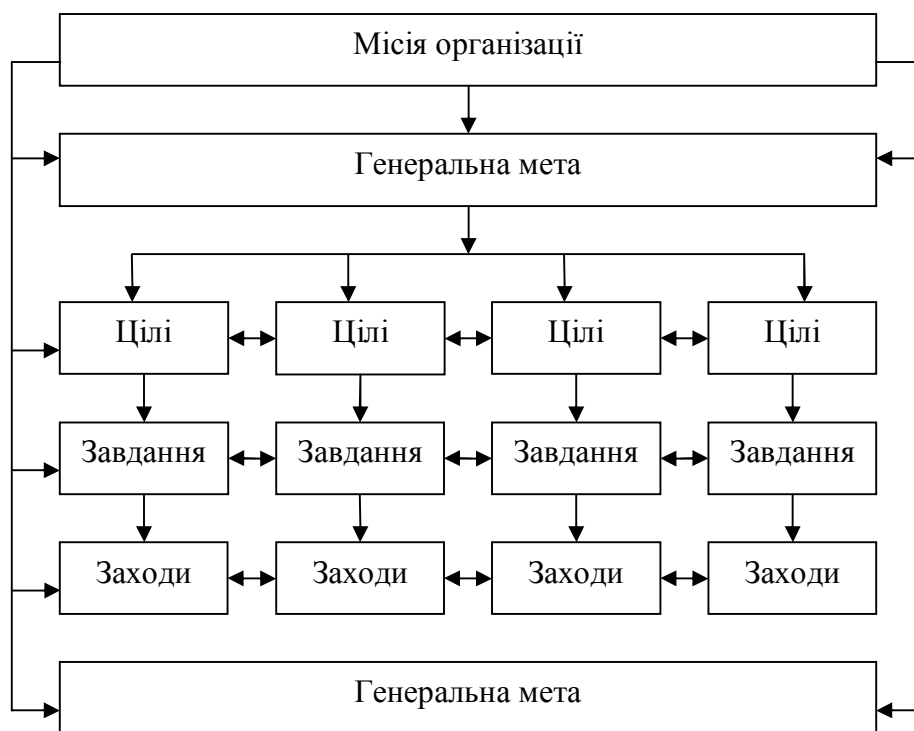 Місія організації
Генеральна мета
Цілі Цілі Цілі Цілі
Завдання Завдання Завдання Завдання
Заходи Заходи Заходи Заходи
Генеральна мета